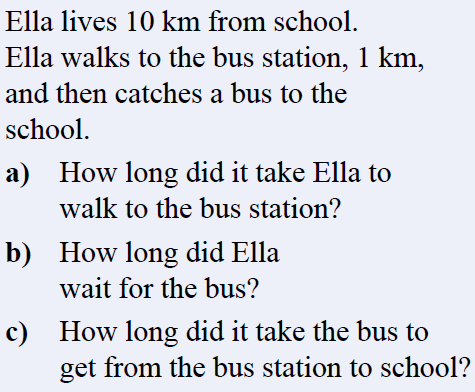 Ella lives 10 km from school.
Ella walks to the bus station, 1 km,
and then catches a bus to the
school.
a) How long did it take Ella to
walk to the bus station?
b) How long did Ella
wait for the bus?
c) How long did it take the bus to
get from the bus station to school?